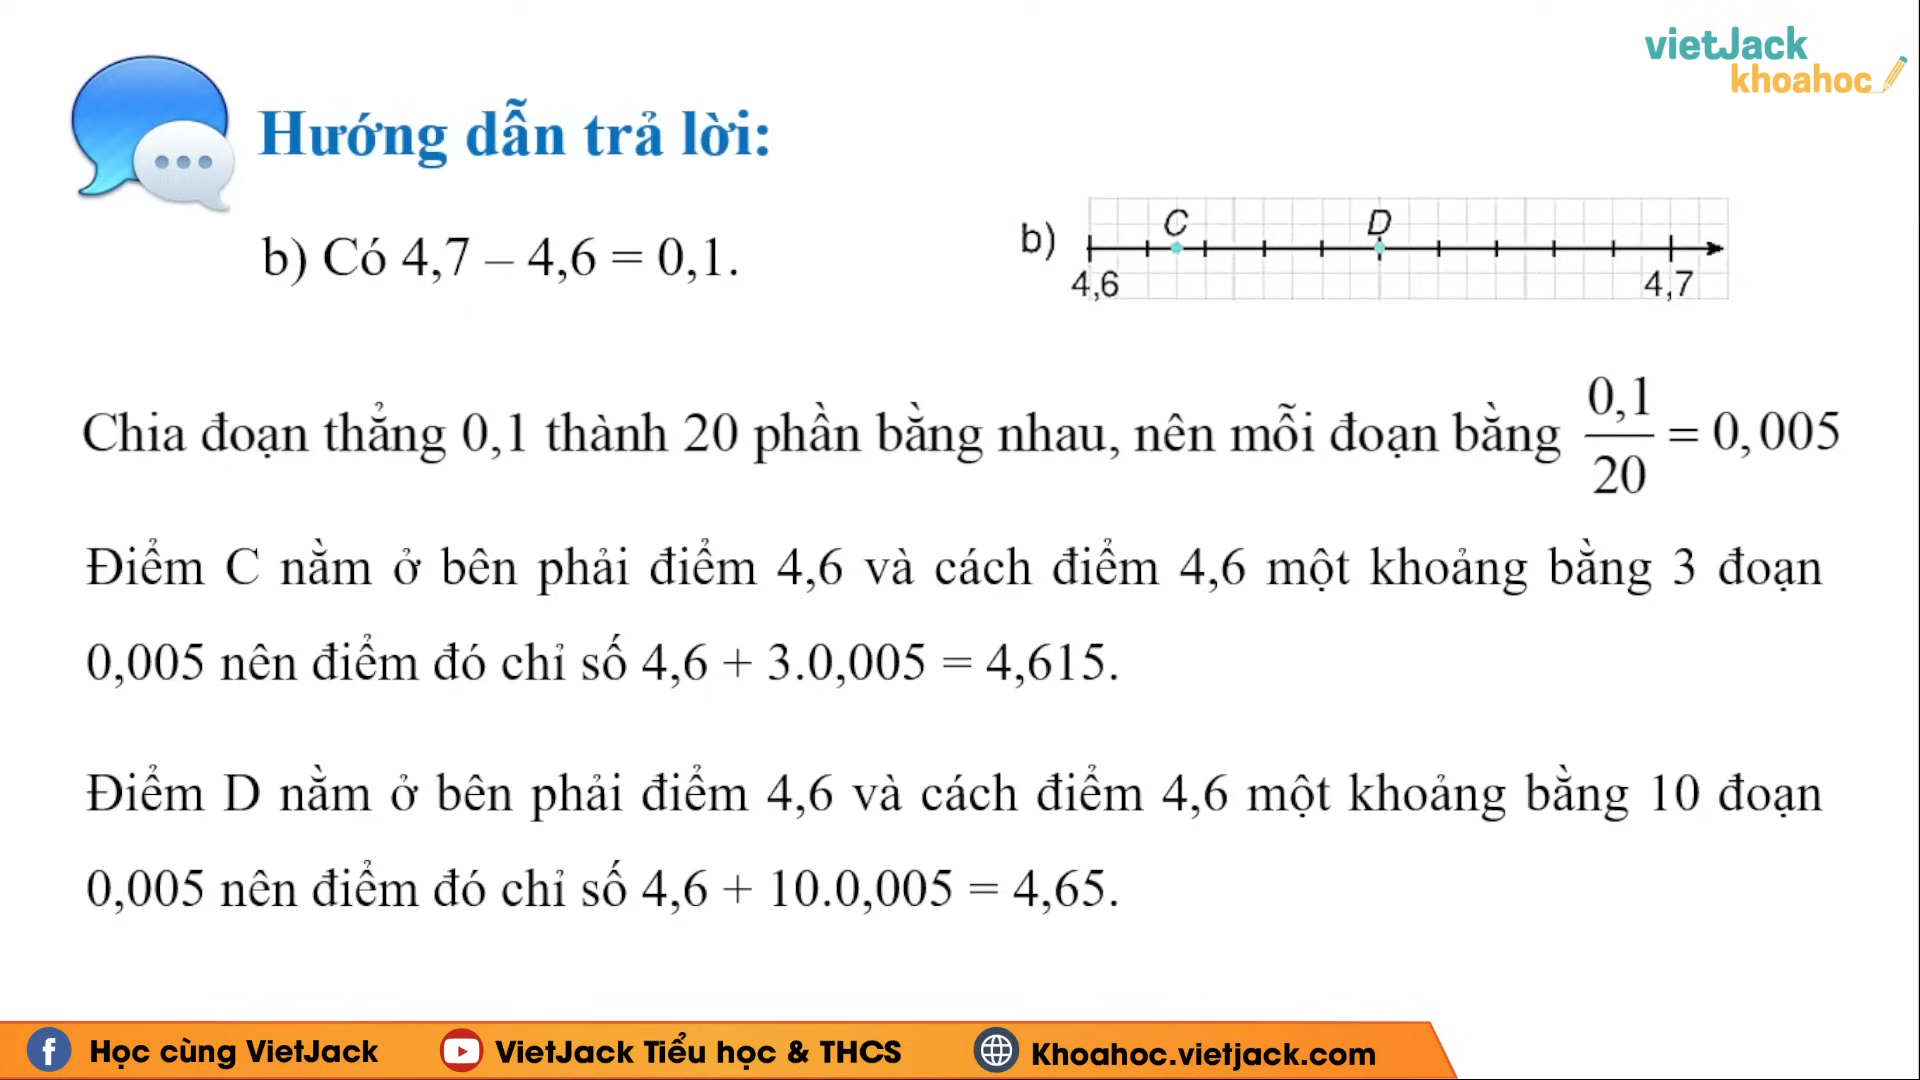 vietJack
khoahoc
Hướng dẫn trả lời:
b) Có 4,7 – 4,6 = 0,1.
b)
C
D
4,6
4,7
Chia đoạn thẳng 0,1 thành 20 phần bằng nhau, nên mỗi đoạn bằng 0,1/20 = 0,005
Điểm C nằm ở bên phải điểm 4,6 và cách điểm 4,6 một khoảng bằng 3 đoạn
0,005 nên điểm đó chỉ số 4,6 + 3.0,005 = 4,615.
Điểm D nằm ở bên phải điểm 4,6 và cách điểm 4,6 một khoảng bằng 10 đoạn
0,005 nên điểm đó chỉ số 4,6 + 10.0,005 = 4,65.
Học cùng VietJack
VietJack Tiểu học & THCS
Khoahoc.vietjack.com